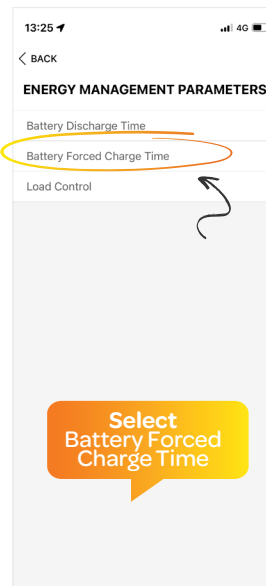 13:25 4G
BACK
ENERGY MANAGEMENT PARAMETERS
Battery Discharge Time
Battery Forced Charge Time
Load Control
Select
Battery Forced
Charge Time